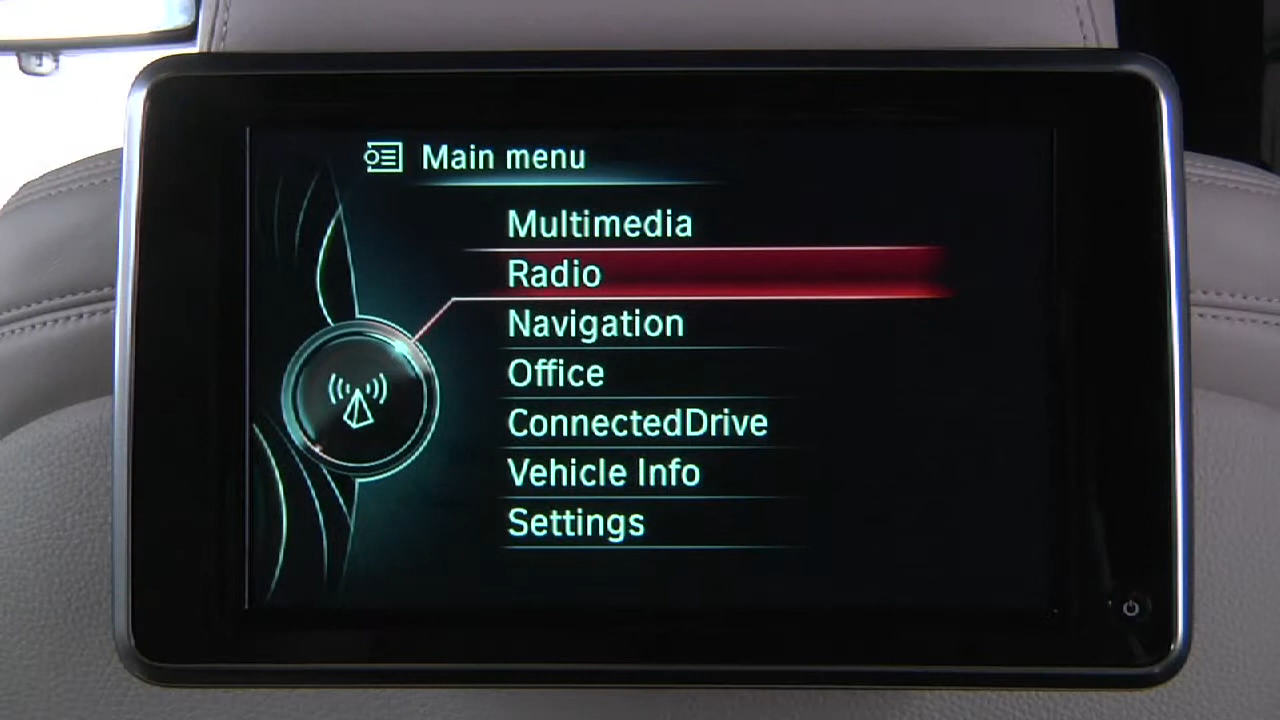 Main menu
Multimedia
Radio
Navigation
Office
ConnectedDrive
Vehicle Info
Settings